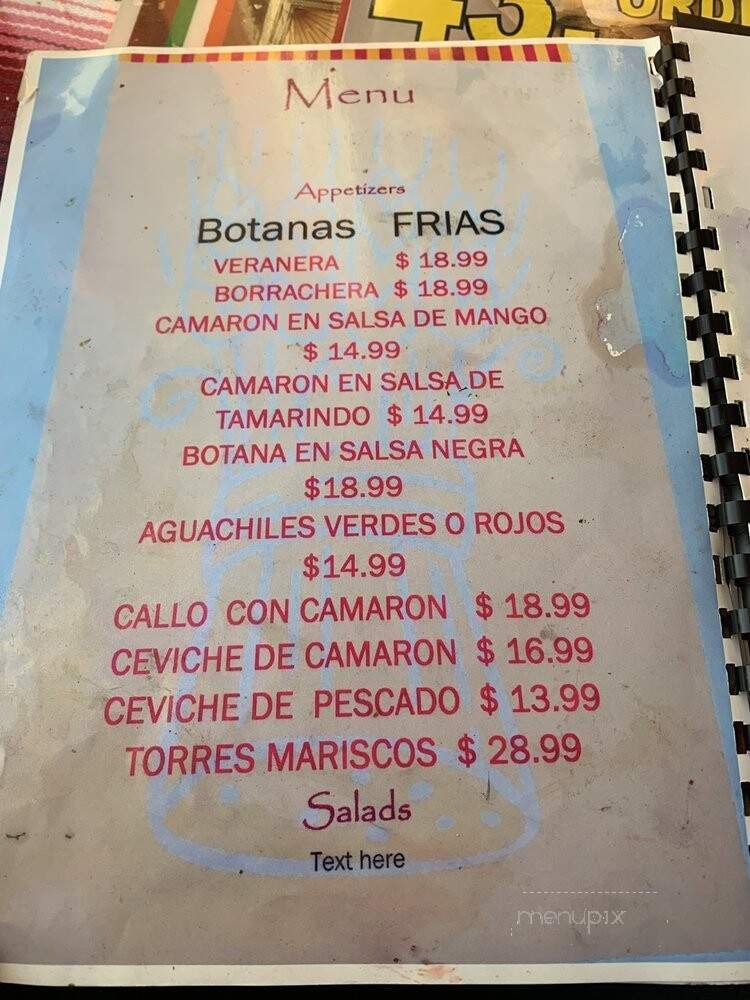 45.
ORD
Menu
Appetizers
Botanas FRIAS
VERANERA $ 18.99
BORRACHERA $ 18.99
CAMARON EN SALSA DE MANGO
$ 14.99
CAMARON EN SALSA DE
TAMARINDO $ 14.99
BOTANA EN SALSA NEGRA
$18.99
AGUACHILES VERDES O ROJOS
$14.99
CALLO CON CAMARON $ 18.99
CEVICHE DE CAMARON $ 16.99
CEVICHE DE PESCADO $ 13.99
TORRES MARISCOS $ 28.99
Salads
Text here
menupix